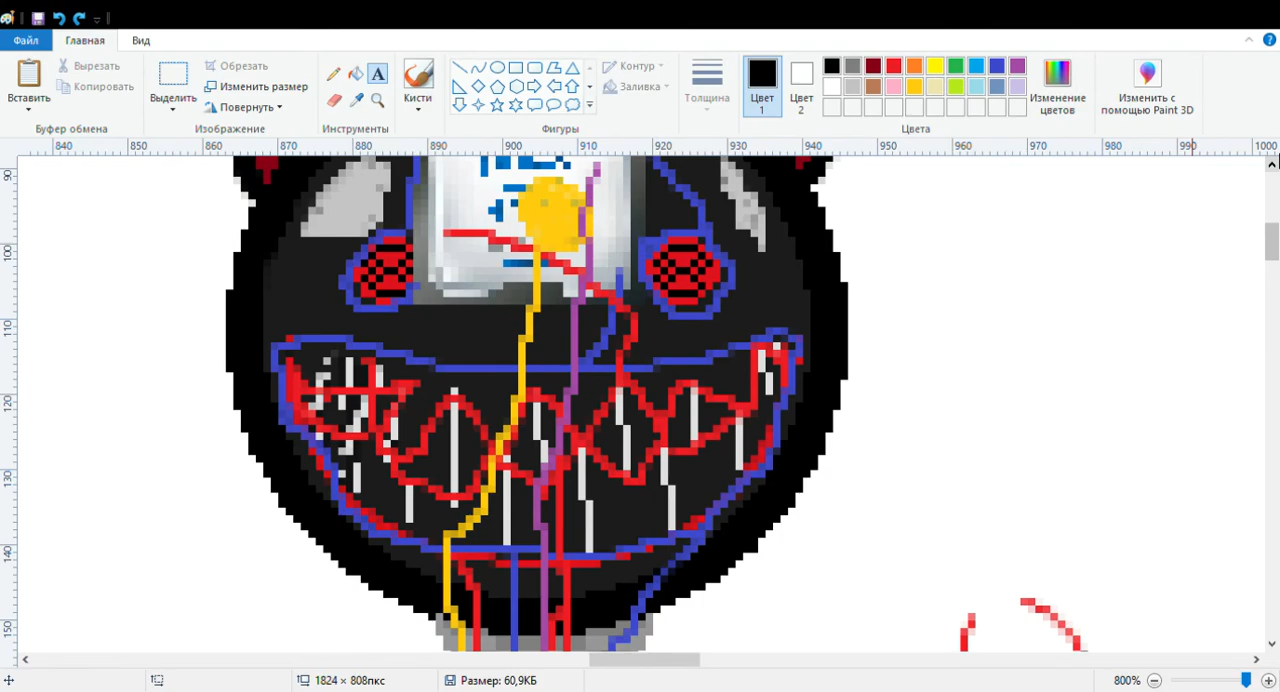 Файл Главная Вид
Вставить
Вырезать
Копировать
Буфер обмена
Выделить
Обрезать
Изменить размер
Повернуть
Изображение
A
Инструменты
Кисти
Контур
Заливка
Фигуры
Толщина
Цвет 1
Цвет 2
Изменение цветов
Цвета
Изменить с помощью Paint 3D
840 850 860 870 880 890 900 910 920 930 940 950 960 970 980 990 1000
90
100
110
120
130
140
150
1824 × 808пкс
Размер: 60,9КБ
800%